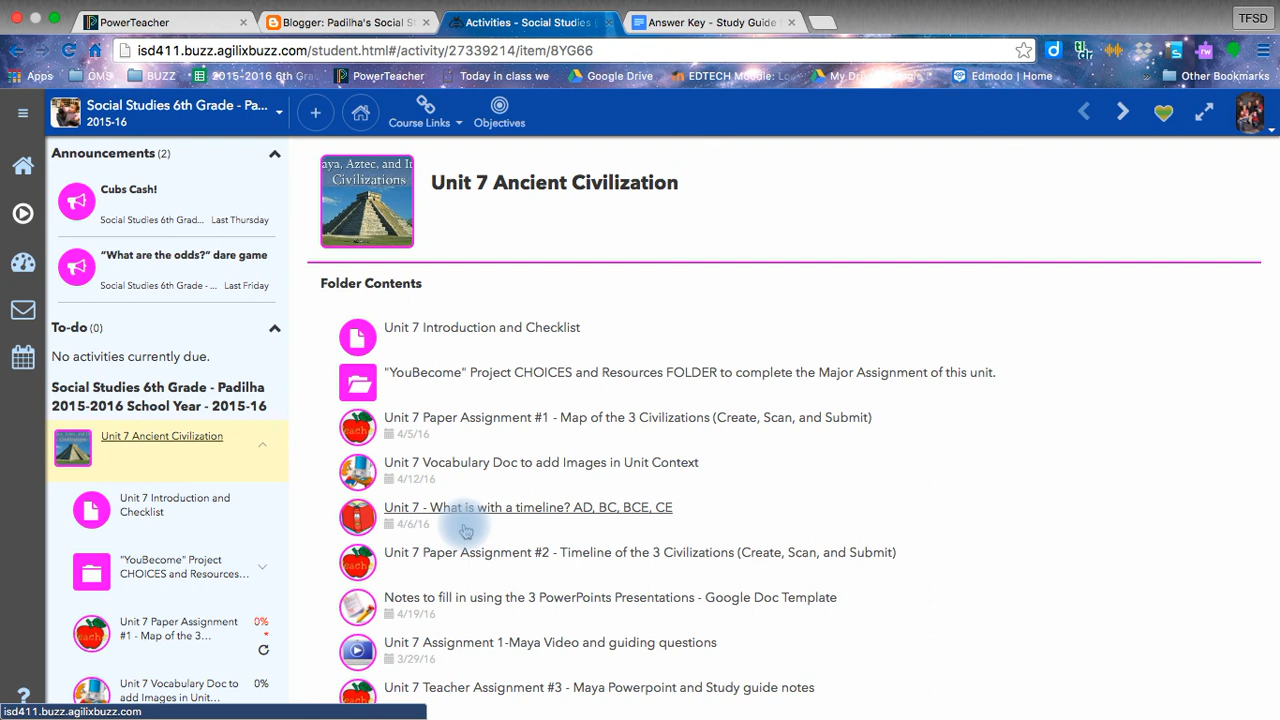 PowerTeacher
Blogger: Padilha's Social St
Activities - Social Studies
Answer Key - Study Guide
TFSD
isd411.buzz.agilixbuzz.com/student.html#/activity/27339214/item/8YG66
Apps
GMS
BUZZ
2015-2016 6th Gra
PowerTeacher
Today in class we
Google Drive
EDTECH Moodle: Lo
My Dri
Edmodo | Home
Other Bookmarks
Social Studies 6th Grade - Pa...
2015-16
Course Links
Objectives
Announcements (2)
Cubs Cash!
Social Studies 6th Grad... Last Thursday
“What are the odds?” dare game
Social Studies 6th Grade - ... Last Friday
To-do (0)
No activities currently due.
Social Studies 6th Grade - Padilha
2015-2016 School Year - 2015-16
Unit 7 Ancient Civilization
Unit 7 Introduction and
Checklist
"YouBecome" Project
CHOICES and Resources...
Unit 7 Paper Assignment
#1 - Map of the 3...
0%
*
Unit 7 Vocabulary Doc to
add Images in Unit...
0%
isd411.buzz.agilixbuzz.com
aya, Aztec, and In
Civilizations
Unit 7 Ancient Civilization
Folder Contents
Unit 7 Introduction and Checklist
"YouBecome" Project CHOICES and Resources FOLDER to complete the Major Assignment of this unit.
Unit 7 Paper Assignment #1 - Map of the 3 Civilizations (Create, Scan, and Submit)
4/5/16
Unit 7 Vocabulary Doc to add Images in Unit Context
4/12/16
Unit 7 - What is with a timeline? AD, BC, BCE, CE
4/6/16
Unit 7 Paper Assignment #2 - Timeline of the 3 Civilizations (Create, Scan, and Submit)
Notes to fill in using the 3 PowerPoints Presentations - Google Doc Template
4/19/16
Unit 7 Assignment 1-Maya Video and guiding questions
3/29/16
Unit 7 Teacher Assignment #3 - Maya Powerpoint and Study guide notes